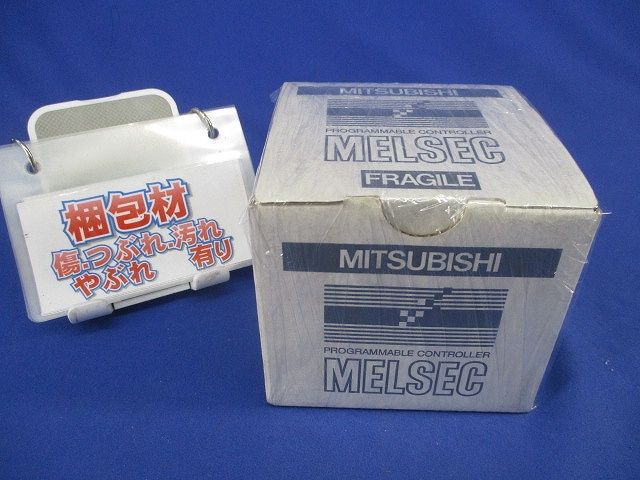 梱包材
傷.つぶれ.汚れ
やぶれ 有り
MITSUBISHI
PROGRAMMABLE CONTROLLER
MELSEC
FRAGILE
MITSUBISHI
PROGRAMMABLE CONTROLLER
MELSEC